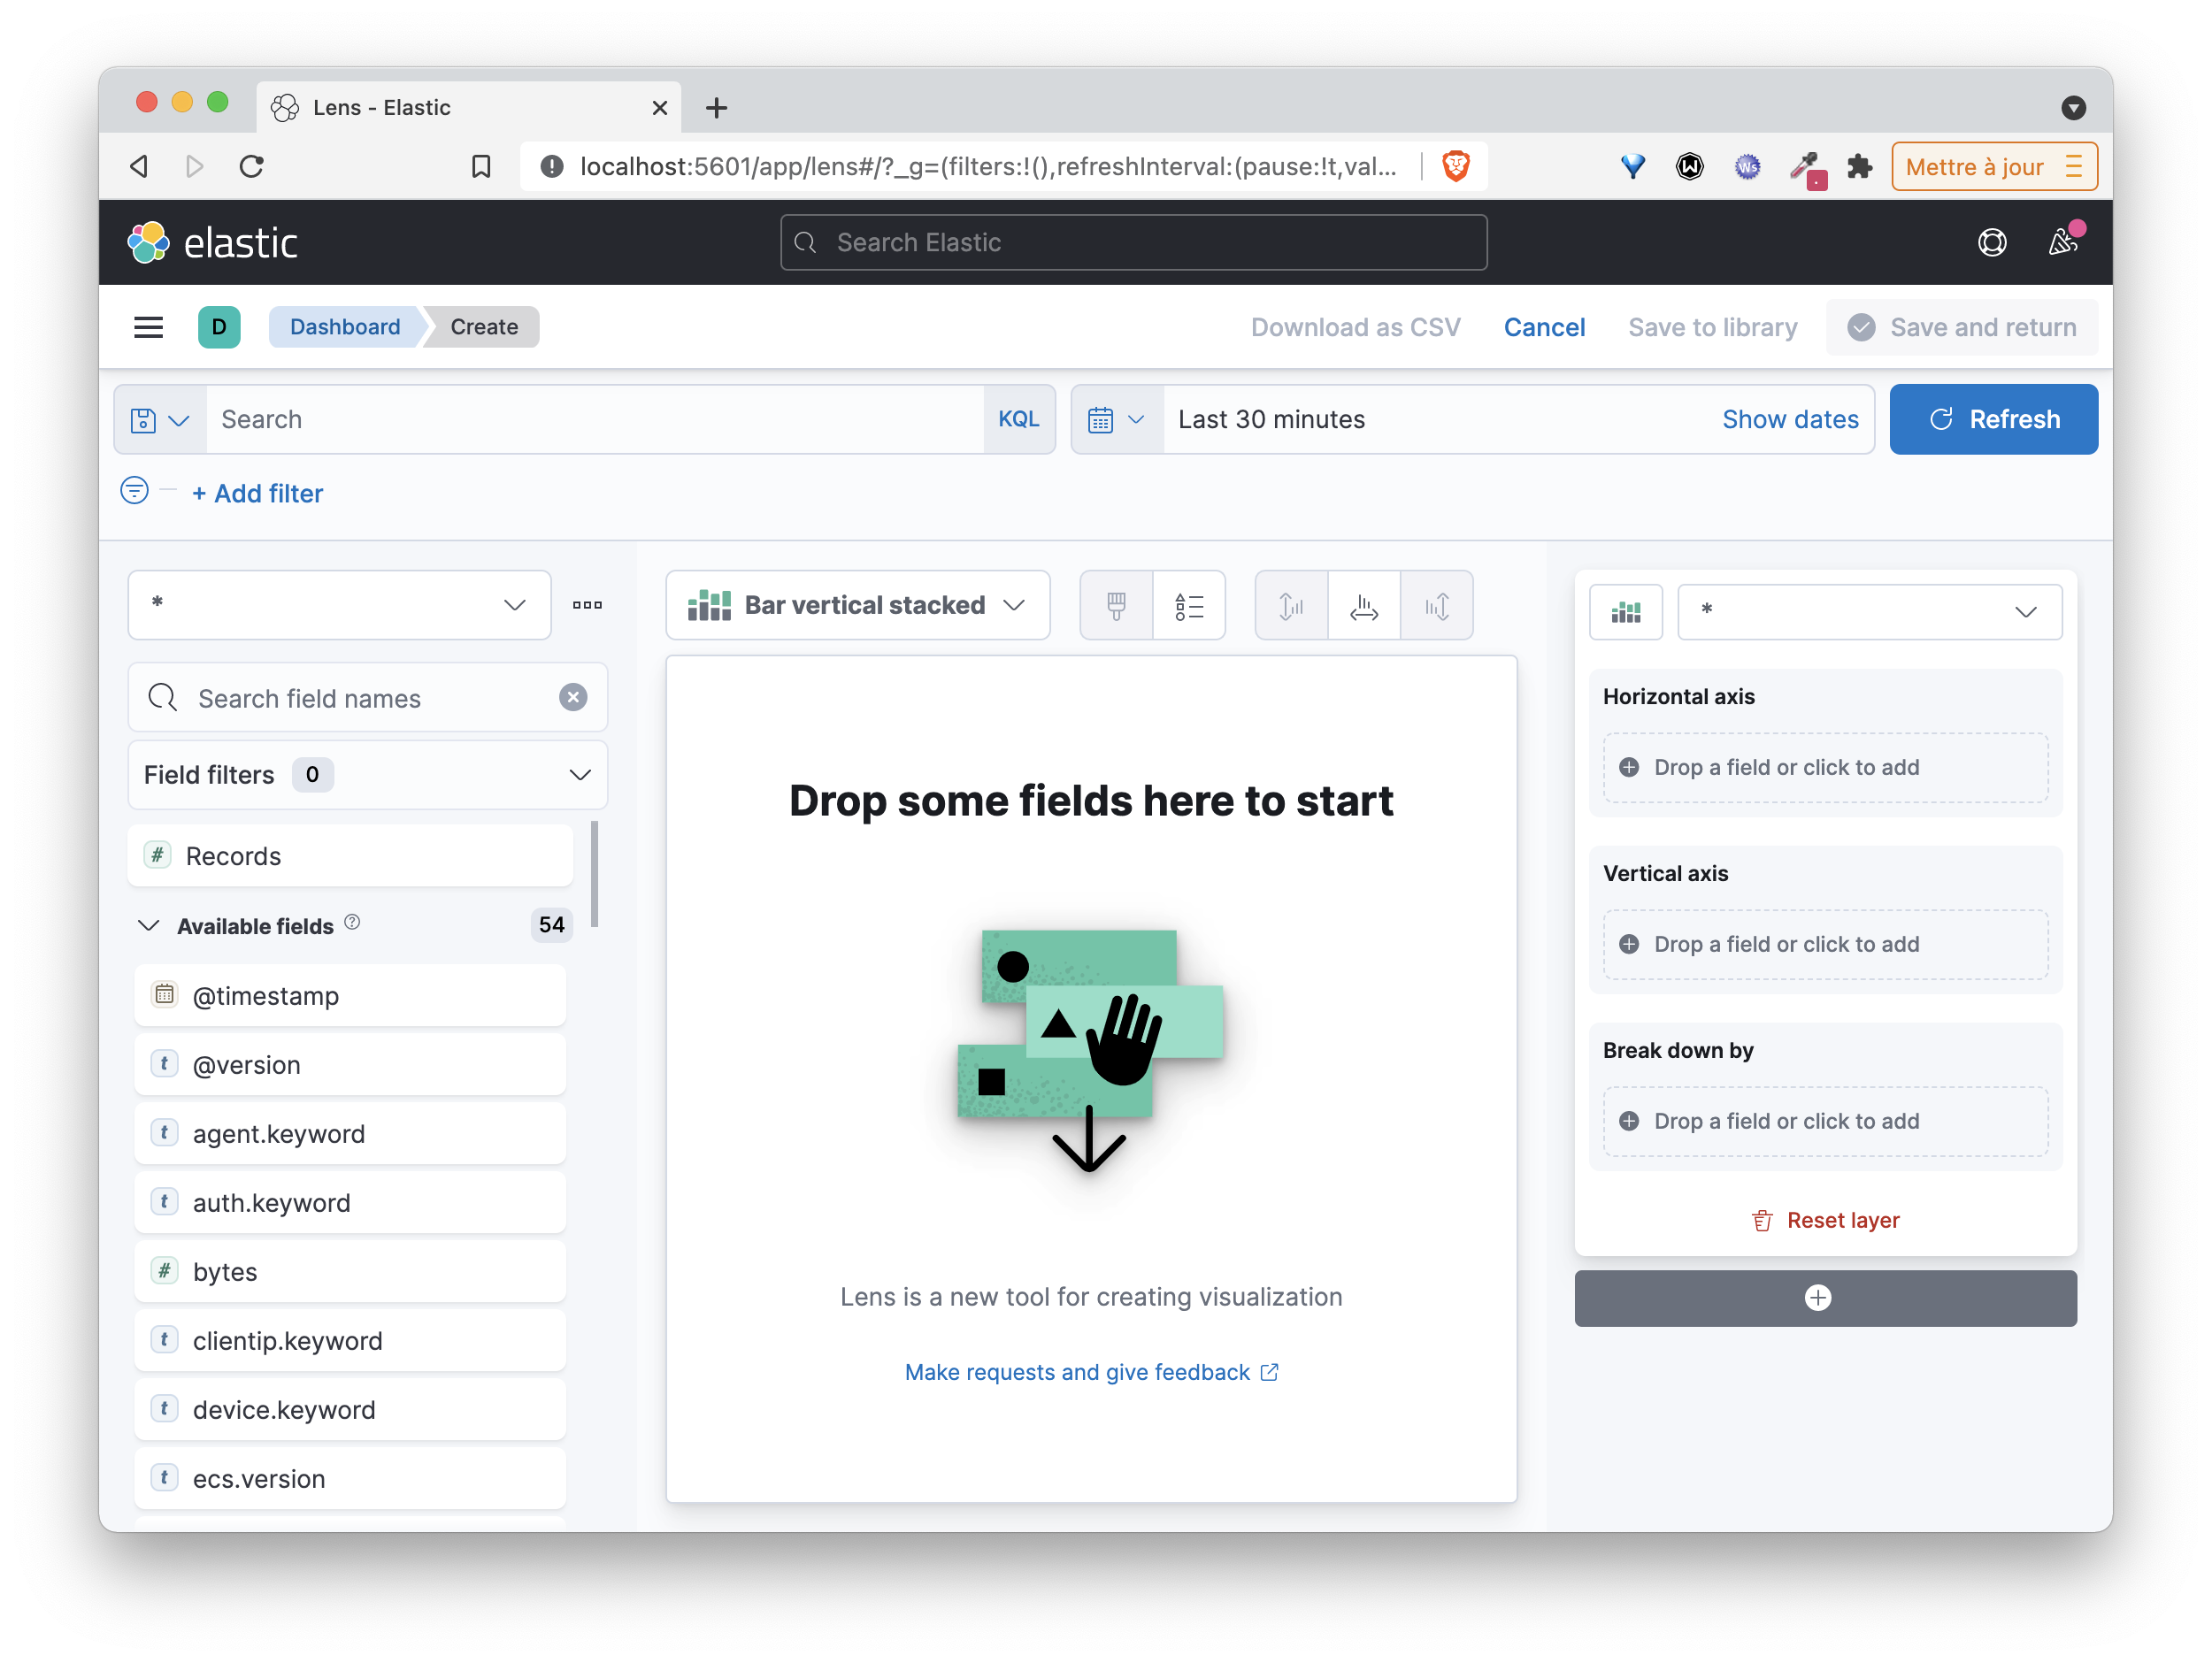 Lens - Elastic
localhost:5601/app/lens#/?_g=(filters:!(),refreshInterval:(pause:!t,val...
Mettre à jour
elastic
Search Elastic
D
Dashboard
Create
Download as CSV
Cancel
Save to library
Save and return
Search
KQL
Last 30 minutes
Show dates
Refresh
+ Add filter
*
Search field names
Field filters 0
# Records
Available fields 54
@timestamp
t @version
t agent.keyword
t auth.keyword
# bytes
t clientip.keyword
t device.keyword
t ecs.version
Bar vertical stacked
Drop some fields here to start
Lens is a new tool for creating visualization
Make requests and give feedback
*
Horizontal axis
Drop a field or click to add
Vertical axis
Drop a field or click to add
Break down by
Drop a field or click to add
Reset layer